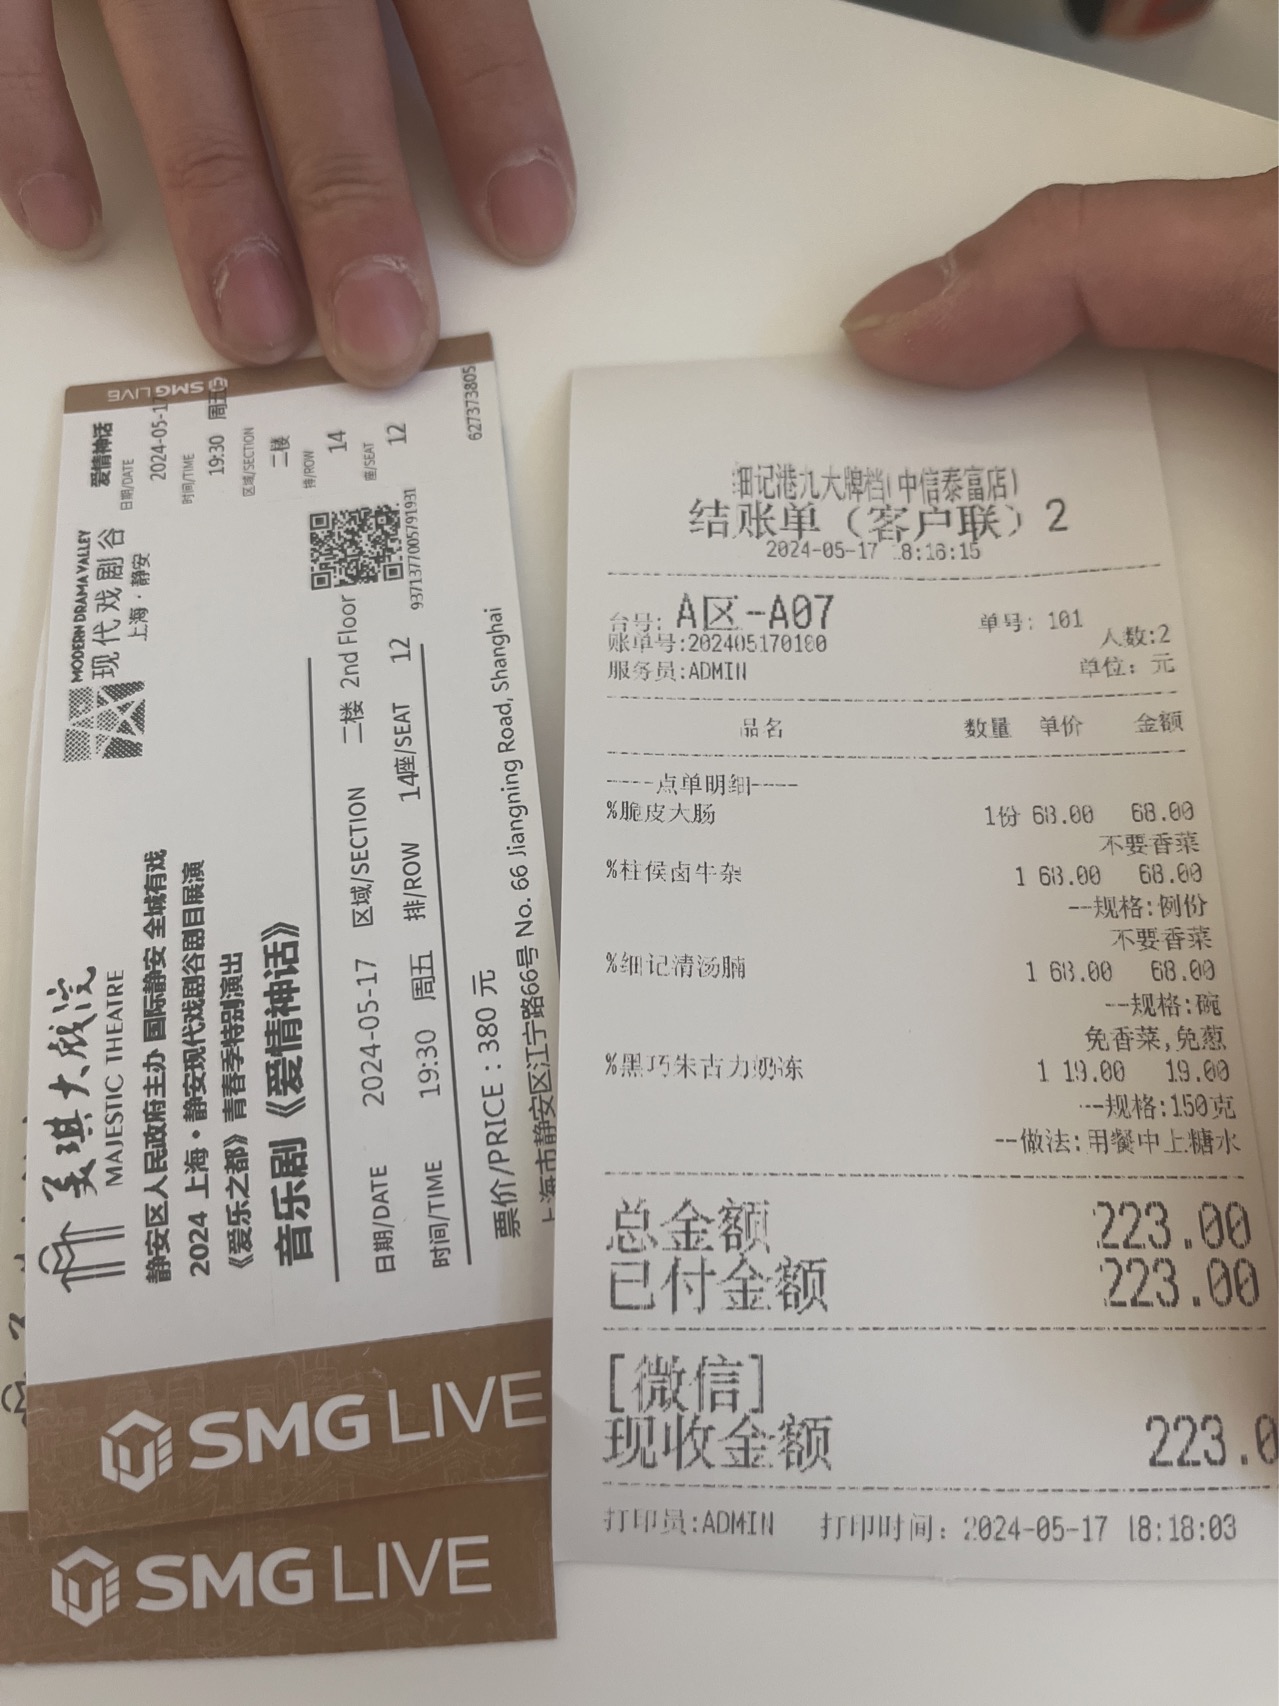 SMG LIVE
爱情神话
日期/DATE
2024-05-17
时间/TIME
19:30 周五
区域/SECTION
二楼
排/ROW
14
座/SEAT
12
627373805
MODERN DRAMA VALLEY
现代戏剧谷
上海·静安
美琪大戏院
MAJESTIC THEATRE
静安区人民政府主办 国际静安 全城有戏
2024 上海·静安现代戏剧谷剧目展演
《爱乐之都》青春季特别演出
音乐剧《爱情神话》
日期/DATE 2024-05-17 区域/SECTION 二楼 2nd Floor
时间/TIME 19:30 周五 排/ROW 14座/SEAT 12
937137700579193
票价/PRICE：380 元
上海市静安区江宁路66号 No. 66 Jiangning Road, Shanghai
SMG LIVE
SMG LIVE
细记港九大牌档(中信泰富店)
结账单（客户联）2
2024-05-17 18:16:15
台号: A区-A07 单号: 101
账单号:202405170100 人数:2
服务员:ADMIN 单位: 元
品名 数量 单价 金额
-----点单明细----
%脆皮大肠 1份 68.00 68.00
不要香菜
%柱侯卤牛杂 1 68.00 68.00
--规格:例份
不要香菜
%细记清汤腩 1 68.00 68.00
--规格:碗
免香菜,免葱
%黑巧朱古力奶冻 1 19.00 19.00
--规格:150克
--做法:用餐中上糖水
总金额 223.00
已付金额 223.00
[微信]
现收金额 223.0
打印员:ADMIN 打印时间: 2024-05-17 18:18:03